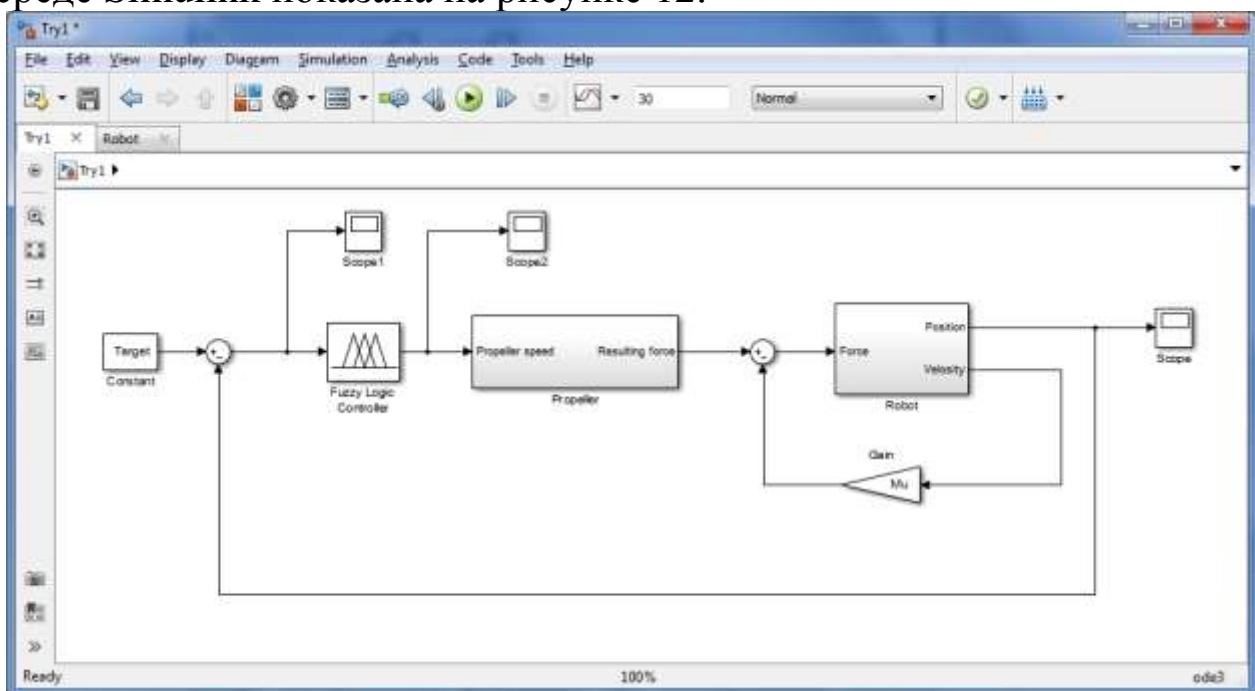 среде Simulink показана на рисунке 12.
Try1 *
File Edit View Display Diagram Simulation Analysis Code Tools Help
30
Normal
Try1
Robot
Try1
Scope1
Scope2
Target
Constant
Fuzzy Logic
Controller
Propeller speed
Resulting force
Propeller
Force
Position
Velosity
Robot
Scope
Gain
Mu
Ready
100%
ode3